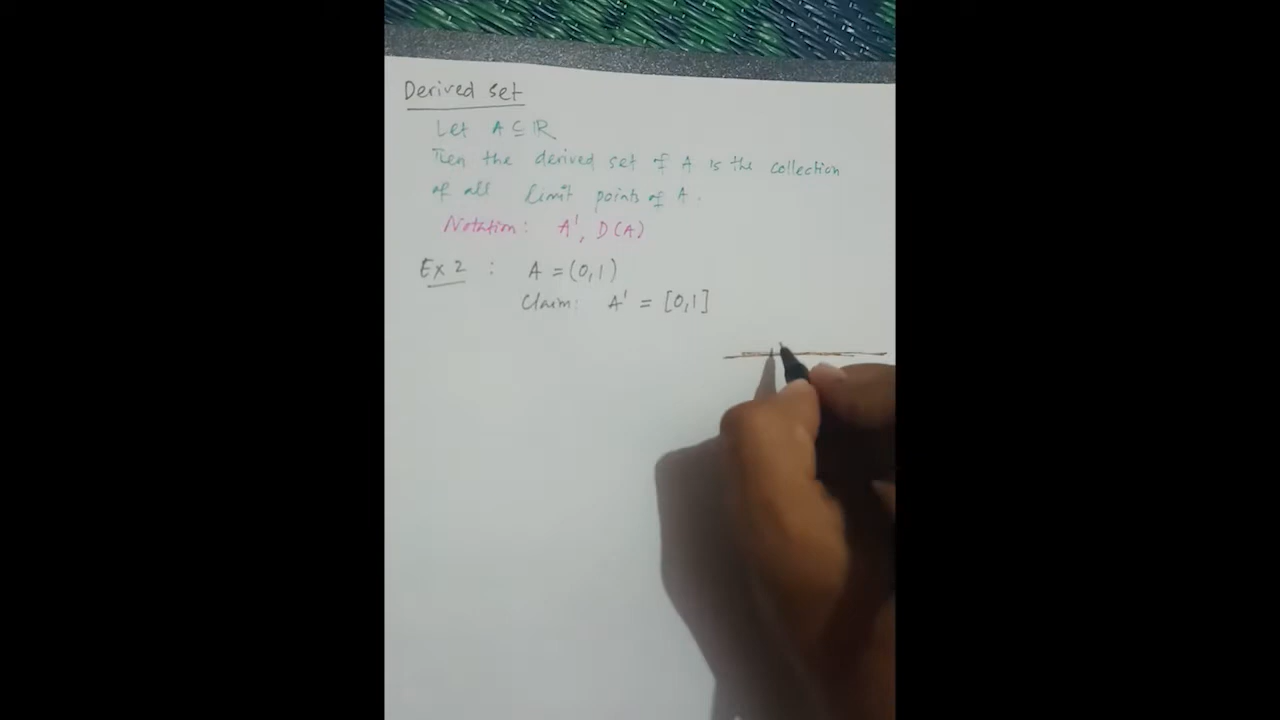 Derived set
Let A ⊆ ℝ
Then the derived set of A is the collection
of all limit points of A.
Notation: A', D(A)
Ex 2 : A = (0,1)
Claim: A' = [0,1]